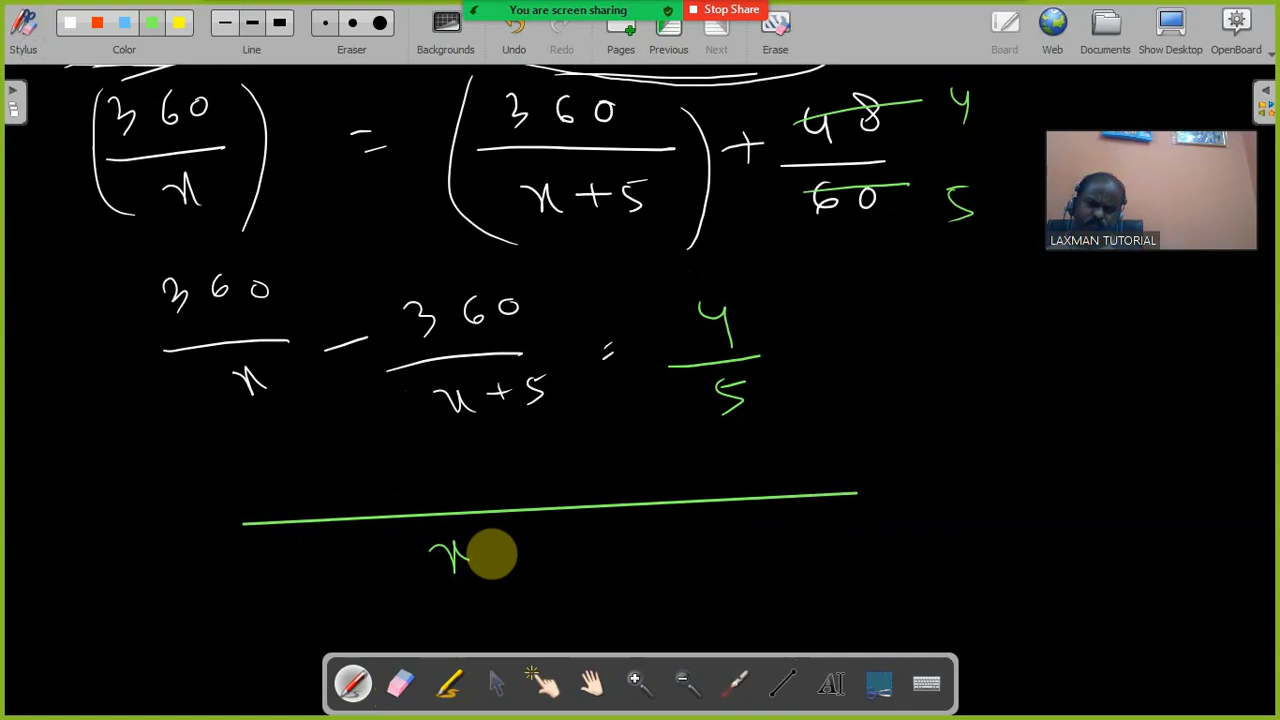 You are screen sharing
Stop Share
Stylus
Color
Line
Eraser
Backgrounds
Undo
Redo
Pages
Previous
Next
Erase
Board
Web
Documents
Show Desktop
OpenBoard
(360/x) = (360/x+5) + 48/60 4/5
360/x - 360/x+5 = 4/5
x
LAXMAN TUTORIAL